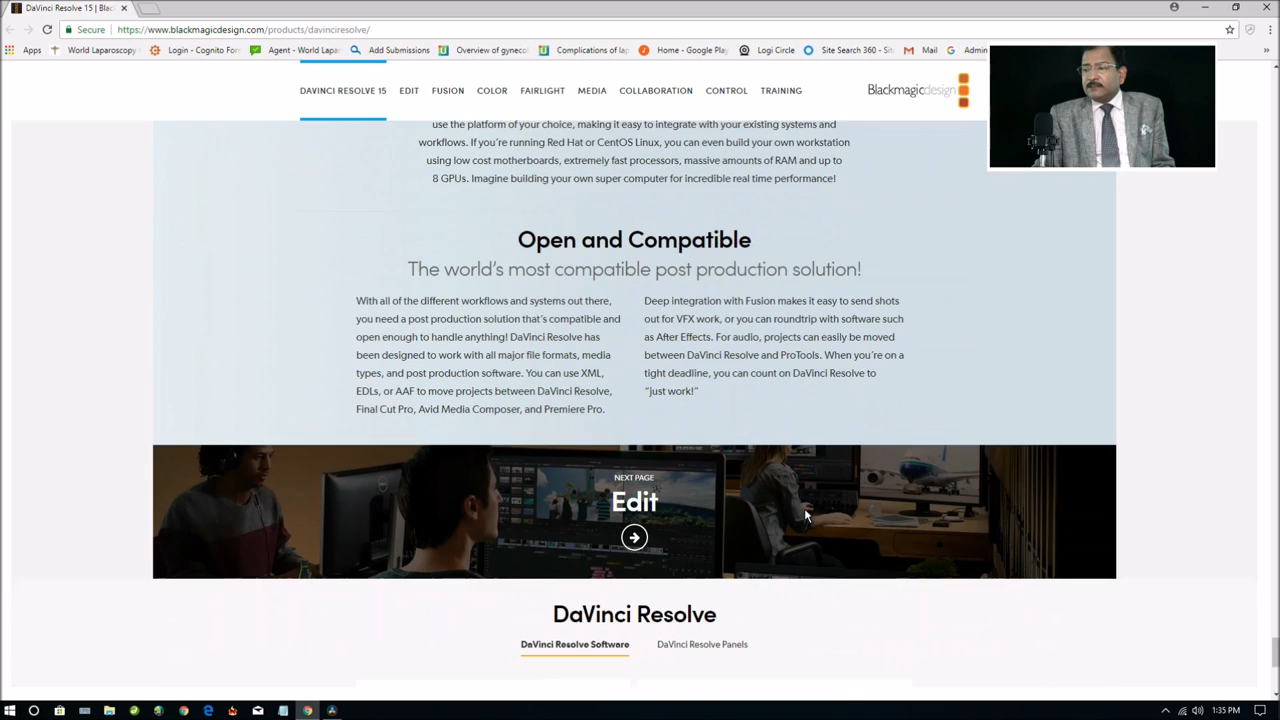 DaVinci Resolve 15 | Blac
Secure
https://www.blackmagicdesign.com/products/davinciresolve/
Apps
World Laparoscopy
Login - Cognito For
Agent - World Lapar
Add Submissions
Overview of gynecol
Complications of lap
Home - Google Play
Logi Circle
Site Search 360 - Sit
Mail
Admin
DAVINCI RESOLVE 15
EDIT
FUSION
COLOR
FAIRLIGHT
MEDIA
COLLABORATION
CONTROL
TRAINING
Blackmagicdesign
use the platform of your choice, making it easy to integrate with your existing systems and
workflows. If you're running Red Hat or CentOS Linux, you can even build your own workstation
using low cost motherboards, extremely fast processors, massive amounts of RAM and up to
8 GPUs. Imagine building your own super computer for incredible real time performance!
Open and Compatible
The world's most compatible post production solution!
With all of the different workflows and systems out there,
you need a post production solution that's compatible and
open enough to handle anything! DaVinci Resolve has
been designed to work with all major file formats, media
types, and post production software. You can use XML,
EDLs, or AAF to move projects between DaVinci Resolve,
Final Cut Pro, Avid Media Composer, and Premiere Pro.
Deep integration with Fusion makes it easy to send shots
out for VFX work, or you can roundtrip with software such
as After Effects. For audio, projects can easily be moved
between DaVinci Resolve and ProTools. When you're on a
tight deadline, you can count on DaVinci Resolve to
"just work!"
NEXT PAGE
Edit
DaVinci Resolve
DaVinci Resolve Software
DaVinci Resolve Panels
1:35 PM